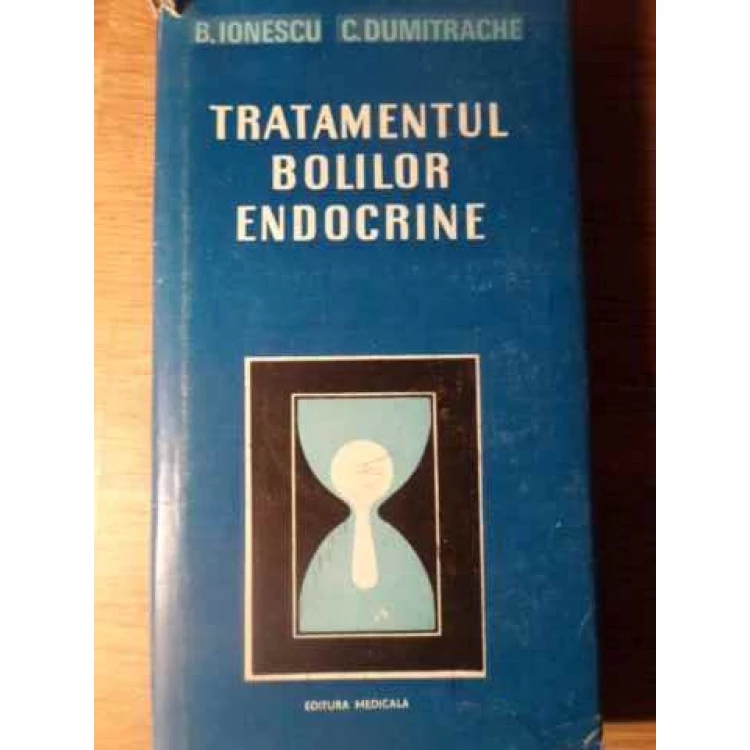 B. IONESCU C. DUMITRACHE
TRATAMENTUL
BOLILOR
ENDOCRINE
EDITURA MEDICALA